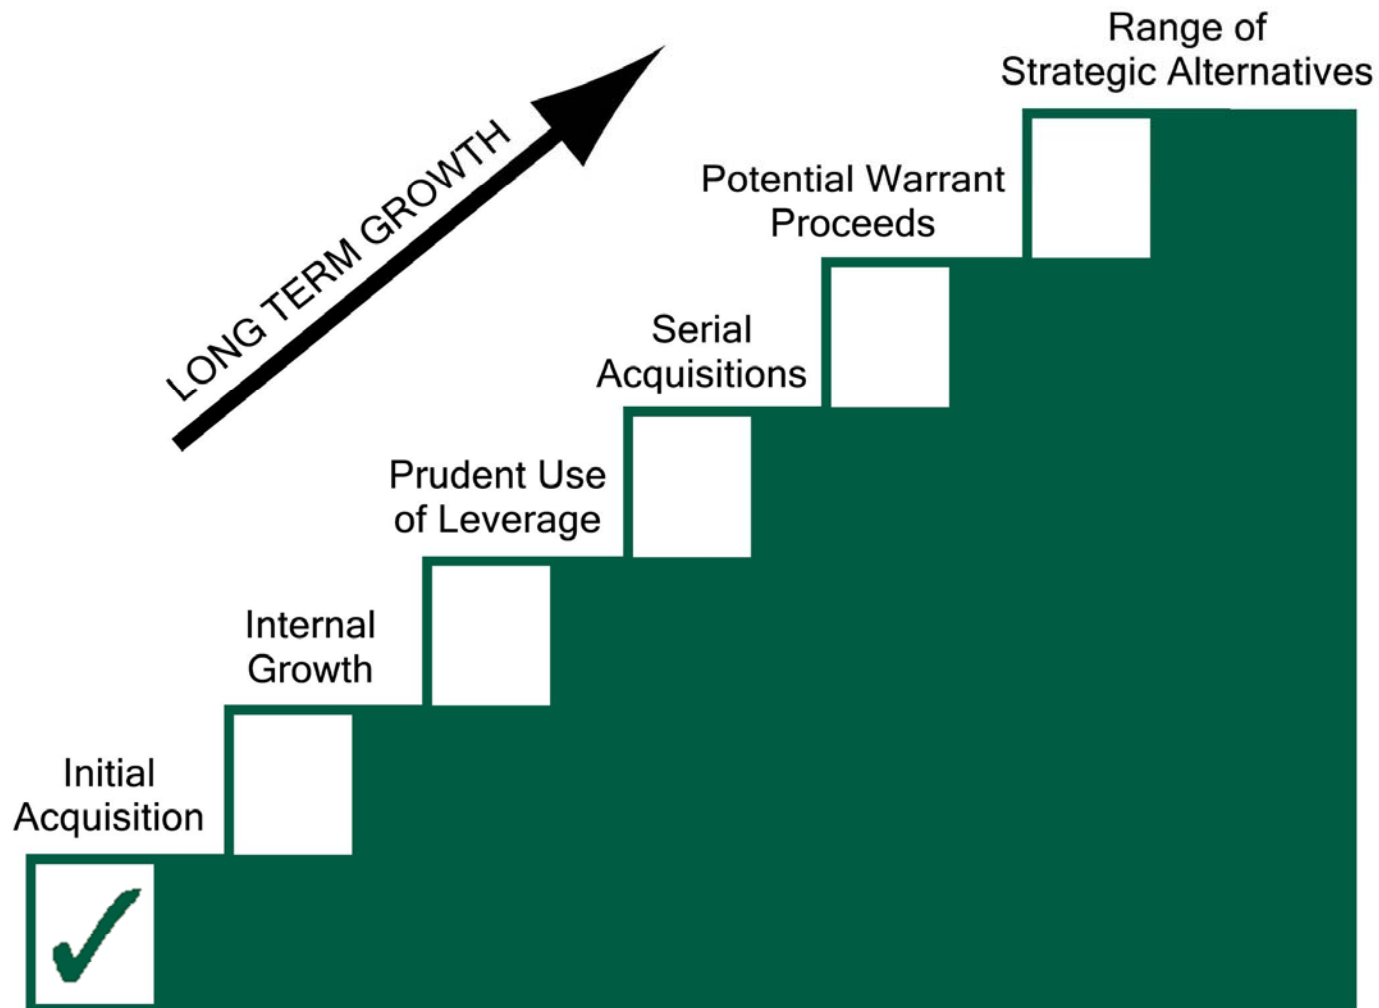 Range of
Strategic Alternatives
LONG TERM GROWTH
Potential Warrant
Proceeds
Serial
Acquisitions
Prudent Use
of Leverage
Internal
Growth
Initial
Acquisition